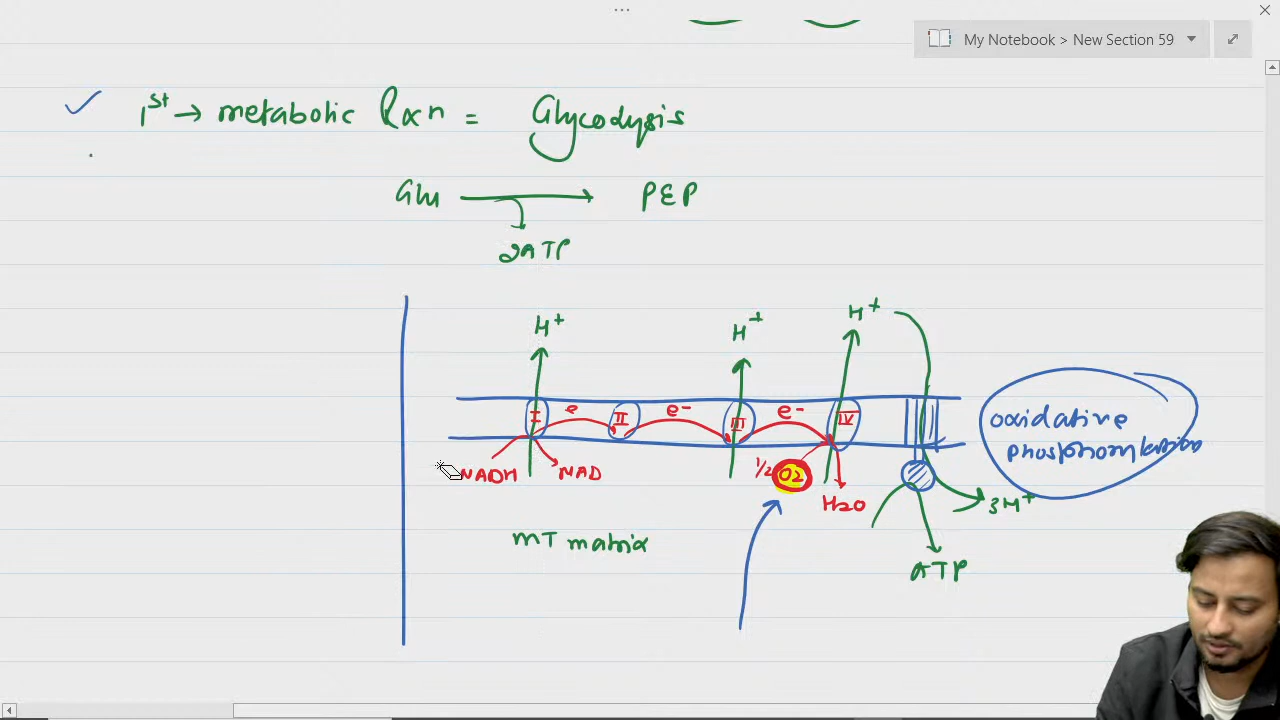 My Notebook > New Section 59
1st → metabolic Rxn = Glycodysis
Glu → PEP
2ATP
H+ H+ H+
I e II e- III e- IV
oxidative
phosphorylation
NADH NAD 1/2 O2
H2O 3H+
mT matrix
ATP